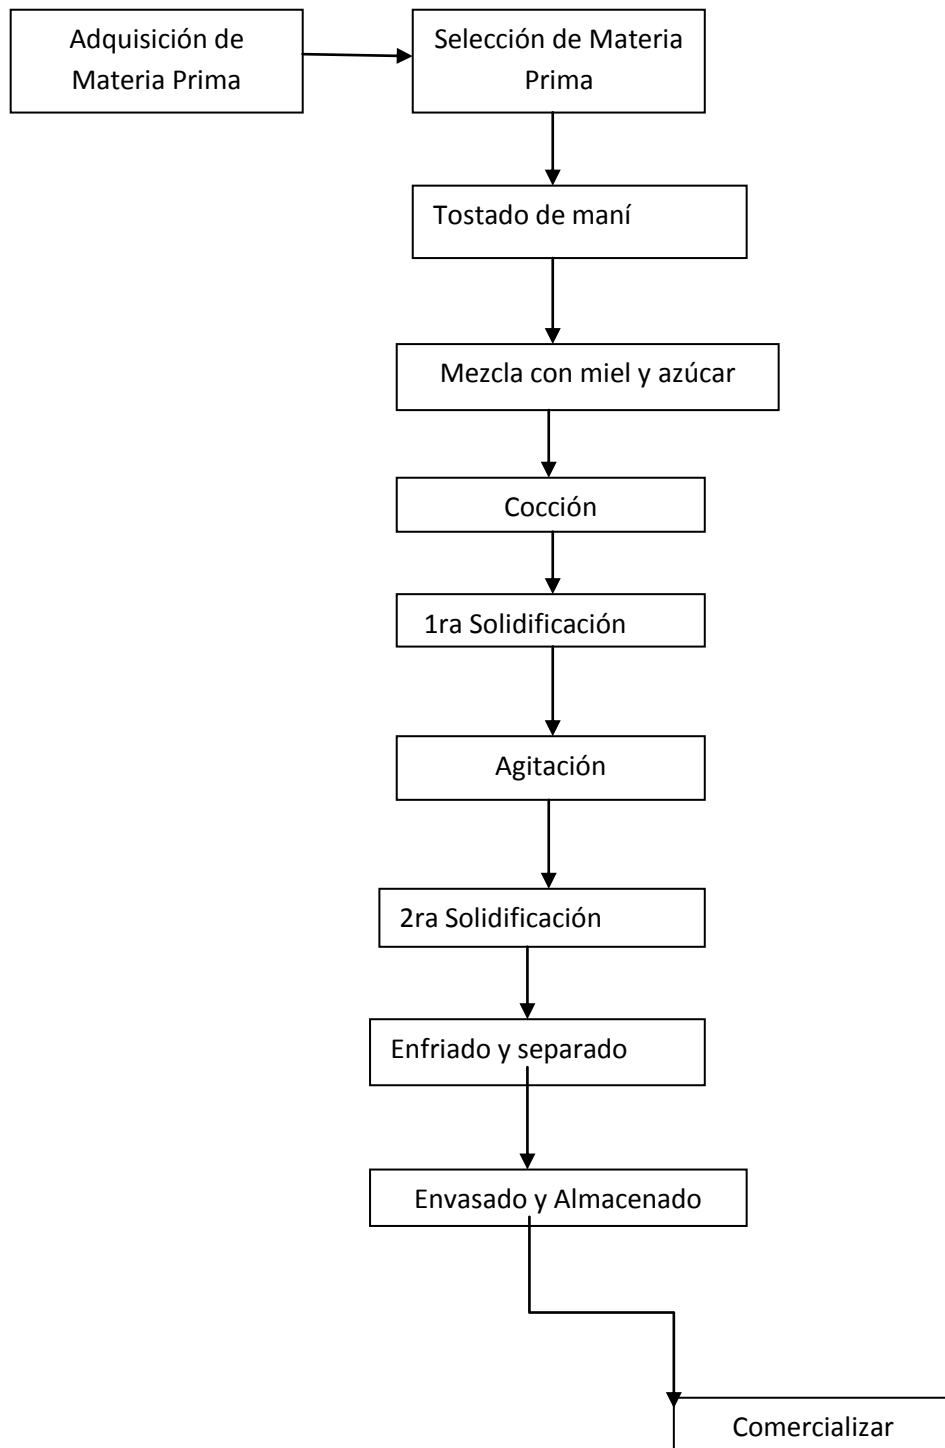 Adquisición de
Materia Prima
Selección de Materia
Prima
Tostado de maní
Mezcla con miel y azúcar
Cocción
1ra Solidificación
Agitación
2ra Solidificación
Enfriado y separado
Envasado y Almacenado
Comercializar